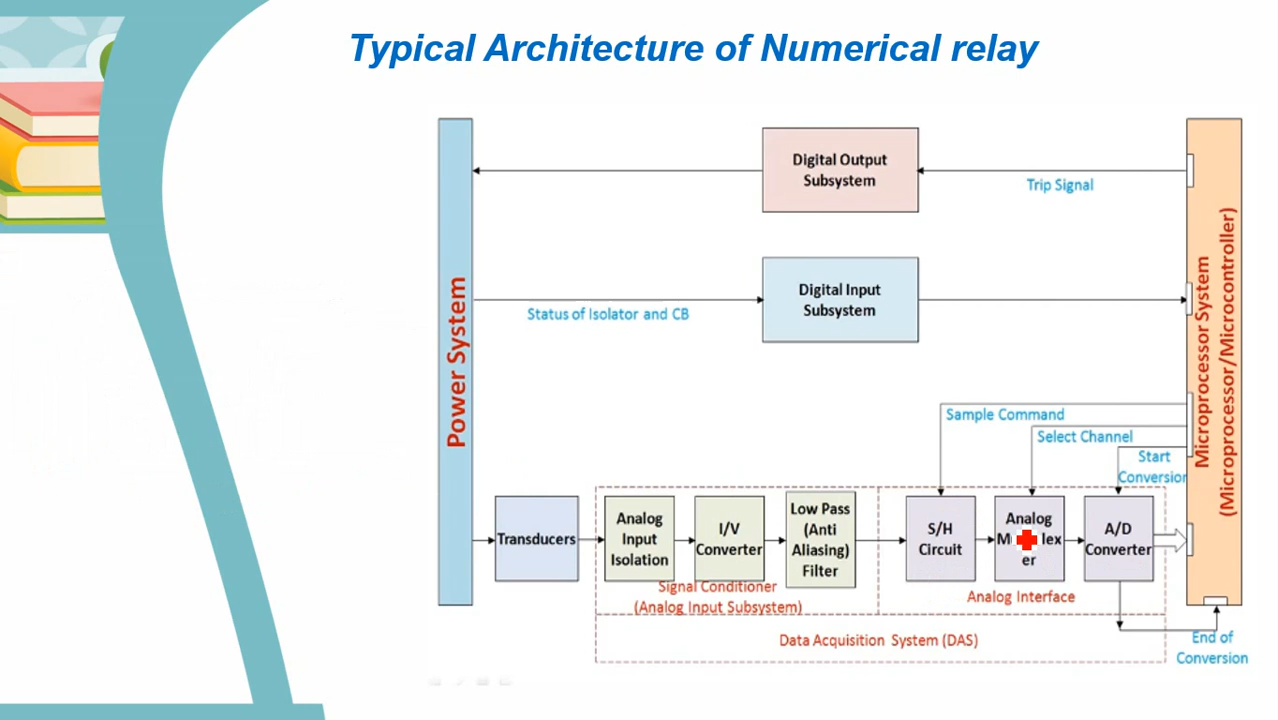 Typical Architecture of Numerical relay
Digital Output
Subsystem
Trip Signal
Digital Input
Subsystem
Status of Isolator and CB
Power System
Microprocessor System
(Microprocessor/Microcontroller)
Sample Command
Select Channel
Start
Conversion
Transducers
Analog
Input
Isolation
I/V
Converter
Low Pass
(Anti
Aliasing)
Filter
S/H
Circuit
Analog
er
A/D
Converter
Signal Conditioner
(Analog Input Subsystem)
Analog Interface
Data Acquisition System (DAS)
End of
Conversion